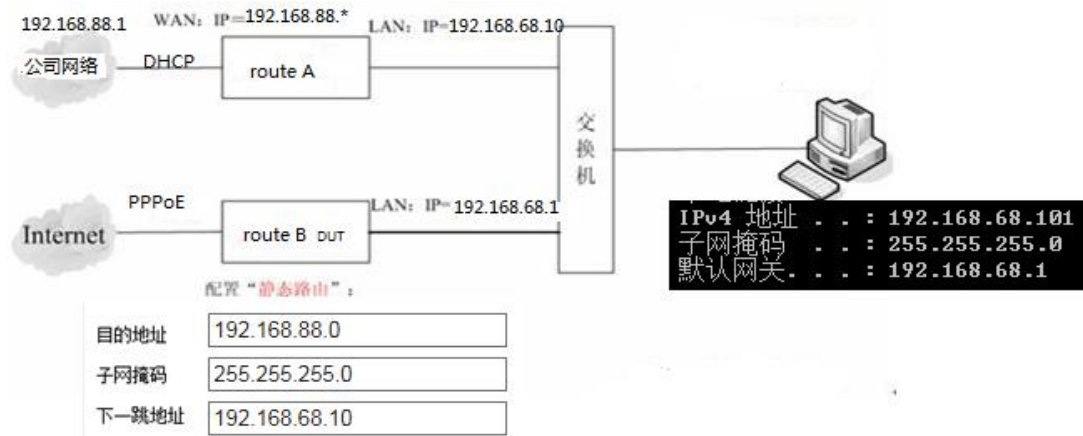 192.168.88.1
WAN: IP=192.168.88.*
LAN: IP=192.168.68.10
公司网络
DHCP
route A
交换机
PPPoE
LAN: IP=192.168.68.1
Internet
route B DUT
IPv4 地址 . . : 192.168.68.101
子网掩码 . . : 255.255.255.0
默认网关. . . : 192.168.68.1
配置“静态路由”:
目的地址 192.168.88.0
子网掩码 255.255.255.0
下一跳地址 192.168.68.10